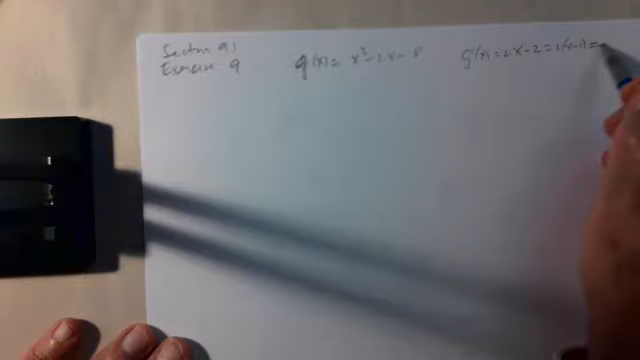 Section 9.1 g(x) = x² - 2x - 8 g'(x) = 2x - 2 = 2(x-1) =
Exercise 9